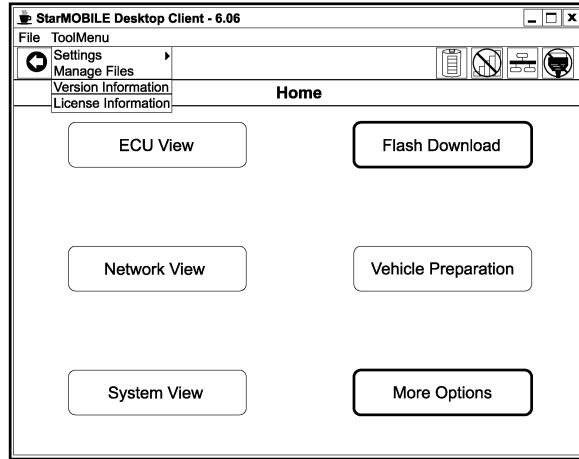 StarMOBILE Desktop Client - 6.06
File ToolMenu
Settings
Manage Files
Version Information
License Information
Home
ECU View
Flash Download
Network View
Vehicle Preparation
System View
More Options